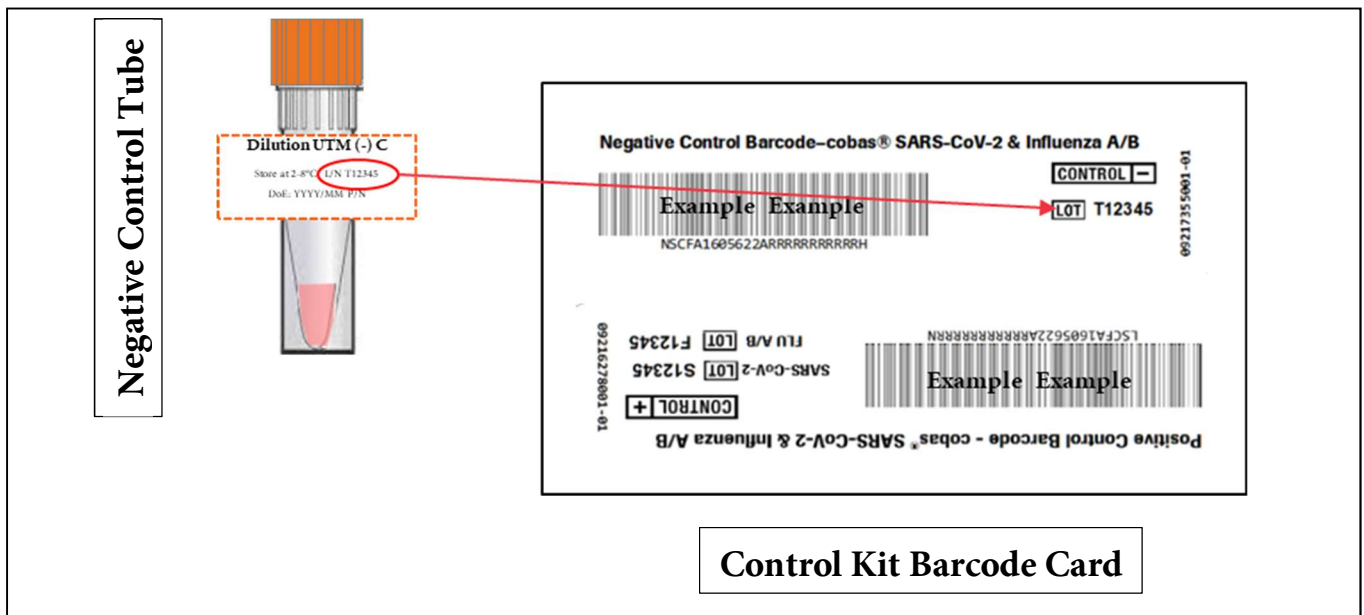 Negative Control Tube
Dilution UTM (-) C
Store at 2-8°C L/N T12345
DoE: YYYY/MM P/N
Negative Control Barcode–cobas® SARS-CoV-2 & Influenza A/B
CONTROL –
Example Example
LOT T12345
NSCFA1605622ARRRRRRRRRRRH
09217355001-01
09216278001-01
Positive Control Barcode - cobas® SARS-CoV-2 & Influenza A/B
CONTROL +
Example Example
SARS-CoV-2 LOT S12345
FLU A/B LOT F12345
LSCFA1605622ARRRRRRRRRRRN
Control Kit Barcode Card